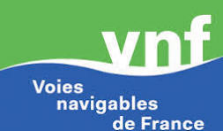 vnf
Voies
navigables
de France